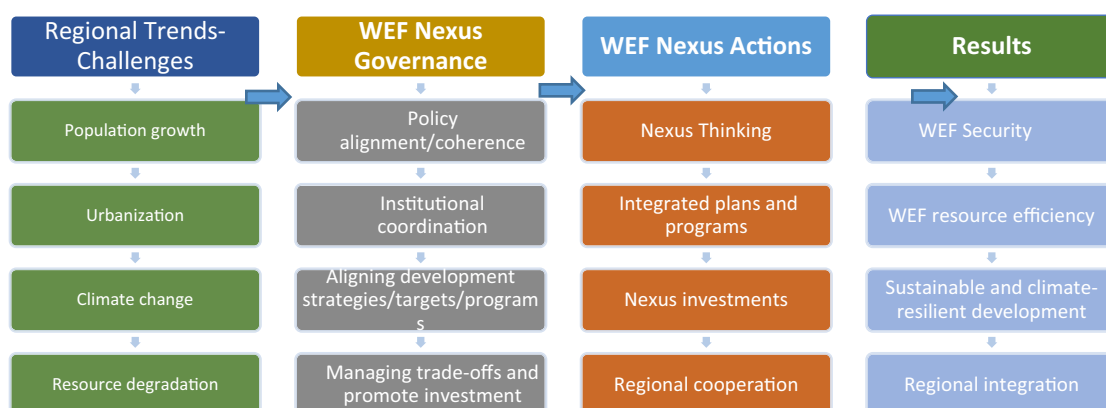 Regional Trends-
Challenges
Population growth
Urbanization
Climate change
Resource degradation
WEF Nexus
Governance
Policy
alignment/coherence
Institutional
coordination
Aligning development
strategies/targets/program
s
Managing trade-offs and
promote investment
WEF Nexus Actions
Nexus Thinking
Integrated plans and
programs
Nexus investments
Regional cooperation
Results
WEF Security
WEF resource efficiency
Sustainable and climate-
resilient development
Regional integration